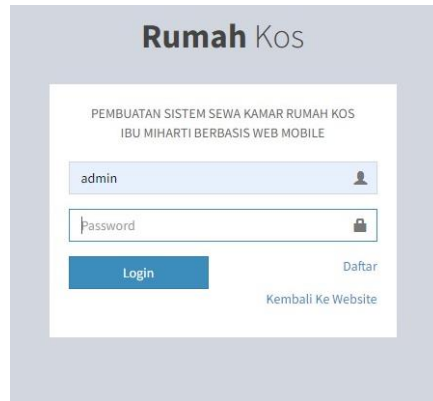 Rumah Kos
PEMBUATAN SISTEM SEWA KAMAR RUMAH KOS
IBU MIHARTI BERBASIS WEB MOBILE
admin
Password
Login
Daftar
Kembali Ke Website